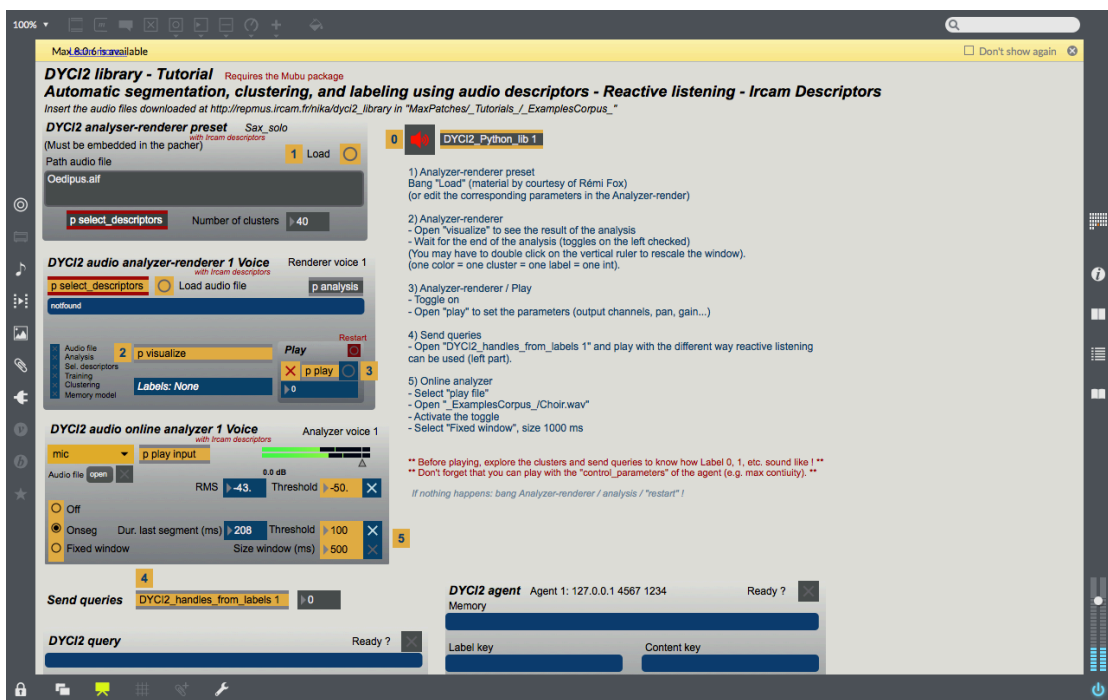 100%
Max 8.0.6 is available
Don't show again
DYCI2 library - Tutorial Requires the Mubu package
Automatic segmentation, clustering, and labeling using audio descriptors - Reactive listening - Ircam Descriptors
Insert the audio files downloaded at http://repmus.ircam.fr/nika/dyci2_library in "MaxPatches/_Tutorials_/_ExamplesCorpus_"
DYCI2 analyser-renderer preset Sax_solo
with Ircam descriptors
(Must be embedded in the pacher)
1 Load
Path audio file
Oedipus.aif
p select_descriptors Number of clusters 40
0 DYCI2_Python_lib 1
1) Analyzer-renderer preset
Bang "Load" (material by courtesy of Rémi Fox)
(or edit the corresponding parameters in the Analyzer-render)
2) Analyzer-renderer
- Open "visualize" to see the result of the analysis
- Wait for the end of the analysis (toggles on the left checked)
(You may have to double click on the vertical ruler to rescale the window).
(one color = one cluster = one label = one int).
3) Analyzer-renderer / Play
- Toggle on
- Open "play" to set the parameters (output channels, pan, gain...)
4) Send queries
- Open "DYCI2_handles_from_labels 1" and play with the different way reactive listening
can be used (left part).
5) Online analyzer
- Select "play file"
- Open "_ExamplesCorpus_/Choir.wav"
- Activate the toggle
- Select "Fixed window", size 1000 ms
** Before playing, explore the clusters and send queries to know how Label 0, 1, etc. sound like ! **
** Don't forget that you can play with the "control_parameters" of the agent (e.g. max contiuity). **
If nothing happens: bang Analyzer-renderer / analysis / "restart" !
DYCI2 audio analyzer-renderer 1 Voice Renderer voice 1
with Ircam descriptors
p select_descriptors Load audio file p analysis
notfound
Audio file
Analysis
Sel. descriptors
Training
Clustering
Memory model
2 p visualize
Labels: None
Restart
Play
p play 3
0
DYCI2 audio online analyzer 1 Voice Analyzer voice 1
with Ircam descriptors
mic p play input
Audio file open 0.0 dB
RMS -43. Threshold -50.
Off
Onseg Dur. last segment (ms) 208 Threshold 100
Fixed window Size window (ms) 500
5
4
Send queries DYCI2_handles_from_labels 1 0
DYCI2 query Ready ?
DYCI2 agent Agent 1: 127.0.0.1 4567 1234 Ready ?
Memory
Label key Content key